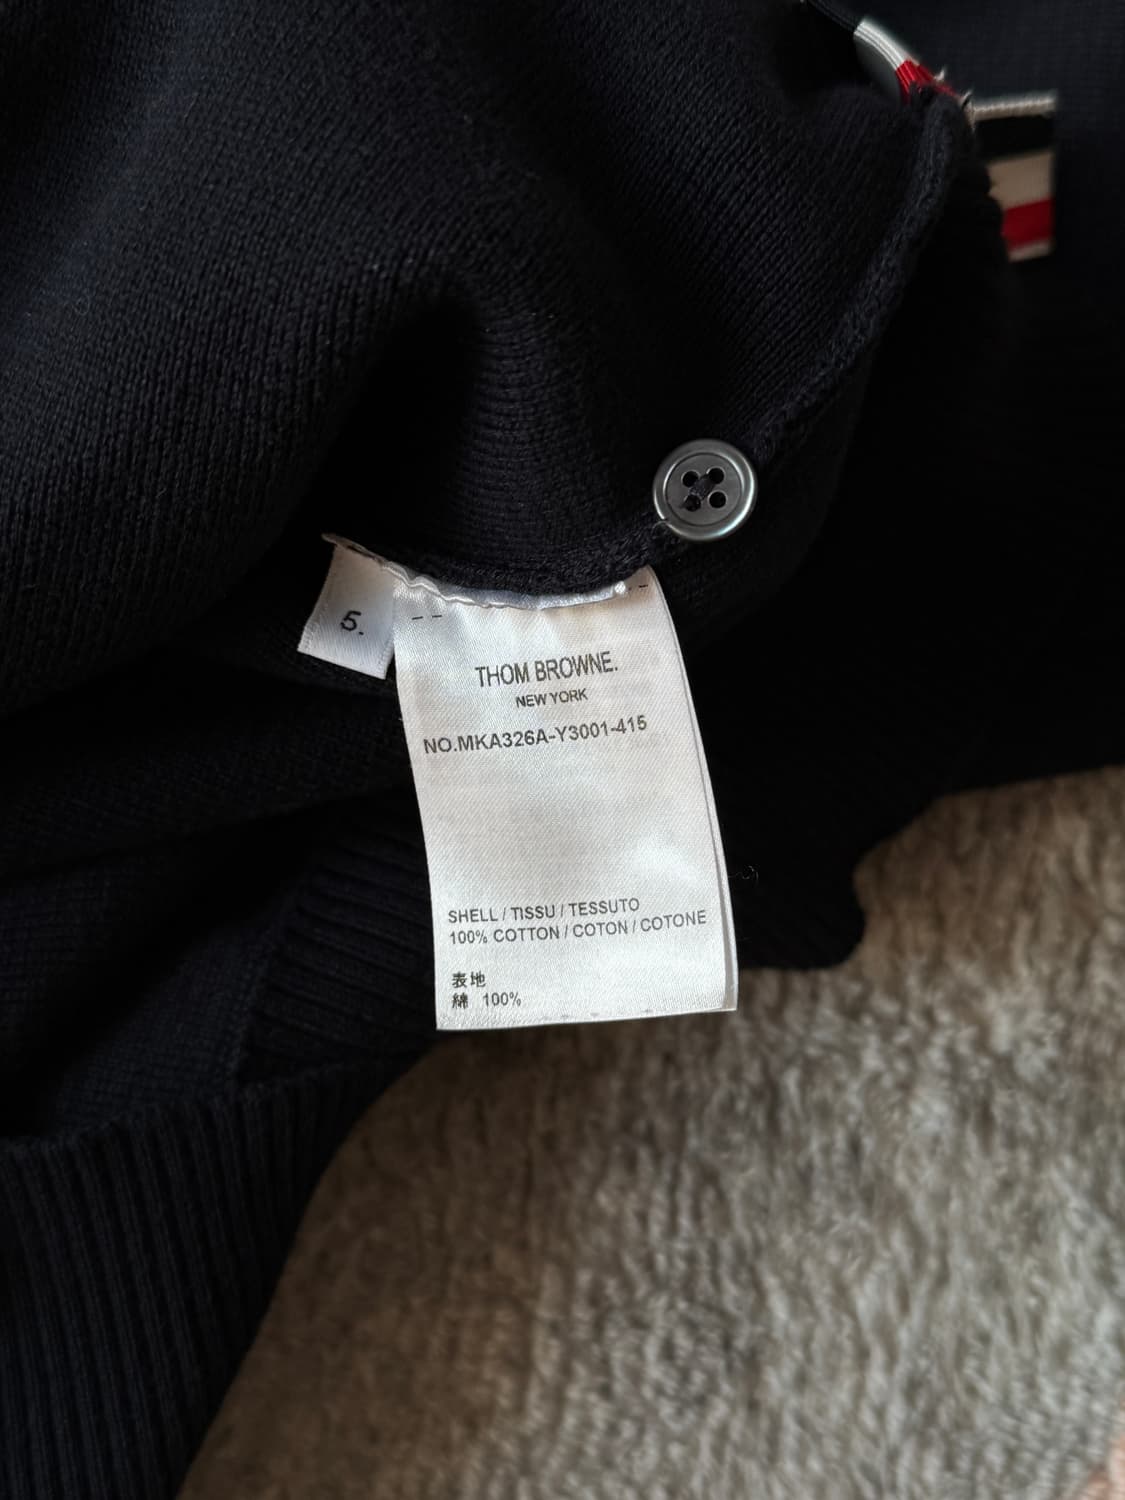 5.
THOM BROWNE.
NEW YORK
NO.MKA326A-Y3001-415
SHELL / TISSU / TESSUTO
100% COTTON / COTON / COTONE
表地
綿 100%